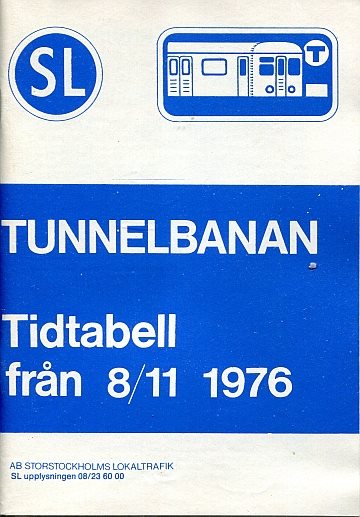 SL
T
TUNNELBANAN
Tidtabell
från 8/11 1976
AB STORSTOCKHOLMS LOKALTRAFIK
SL upplysningen 08/23 60 00